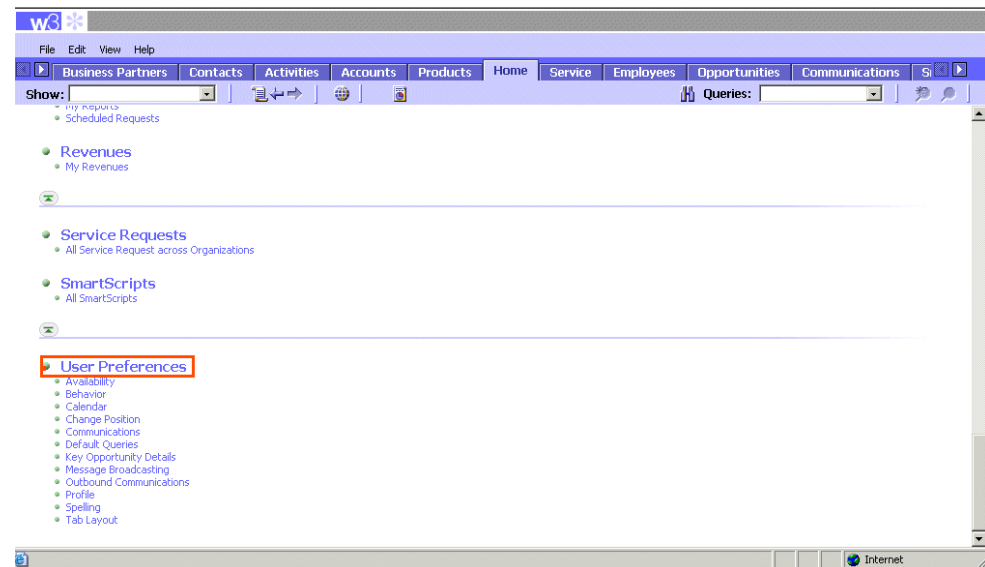 w3
File Edit View Help
Business Partners Contacts Activities Accounts Products Home Service Employees Opportunities Communications S
Show: Queries:
My Reports
Scheduled Requests
Revenues
My Revenues
Service Requests
All Service Request across Organizations
SmartScripts
All SmartScripts
User Preferences
Availability
Behavior
Calendar
Change Position
Communications
Default Queries
Key Opportunity Details
Message Broadcasting
Outbound Communications
Profile
Spelling
Tab Layout
Internet